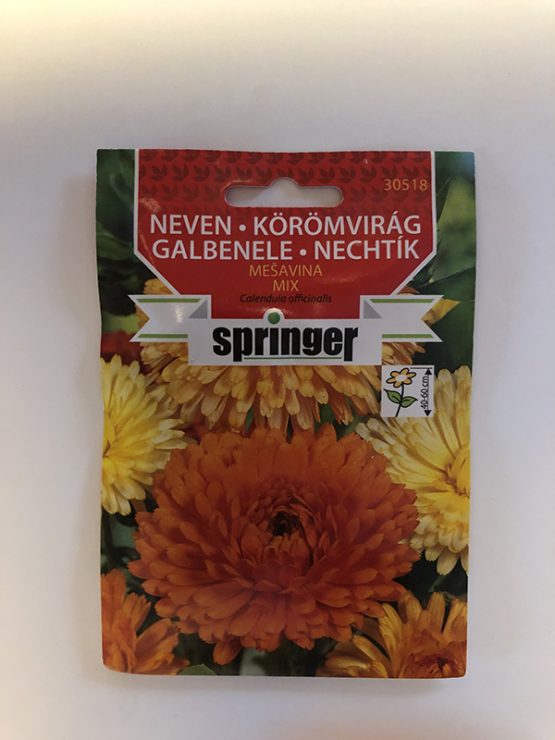 30518
NEVEN • KÖRÖMVIRÁG
GALBENELE • NECHTÍK
MEŠAVINA
MIX
Calendula officinalis
springer
40-60 cm